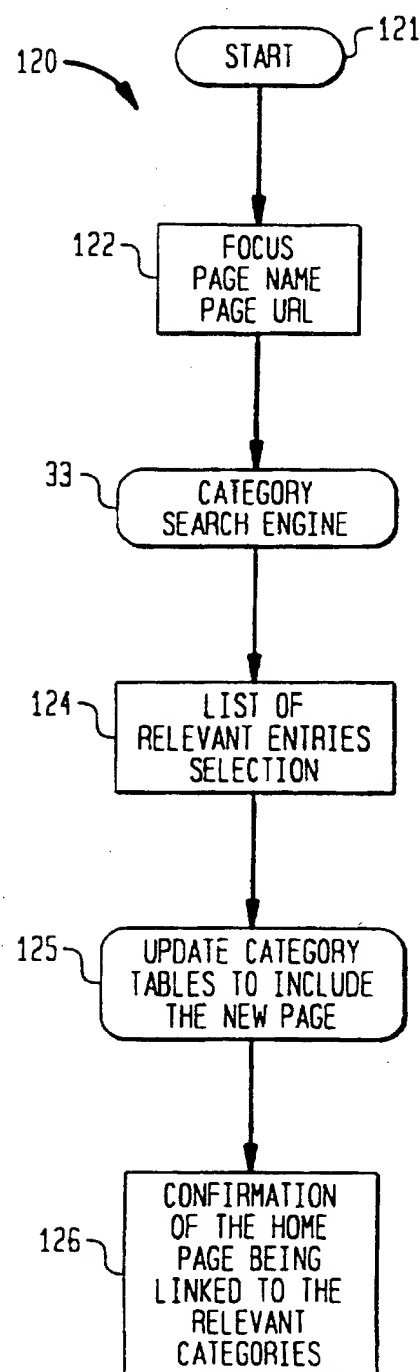 120
START
121
122
FOCUS
PAGE NAME
PAGE URL
33
CATEGORY
SEARCH ENGINE
124
LIST OF
RELEVANT ENTRIES
SELECTION
125
UPDATE CATEGORY
TABLES TO INCLUDE
THE NEW PAGE
126
CONFIRMATION
OF THE HOME
PAGE BEING
LINKED TO THE
RELEVANT
CATEGORIES